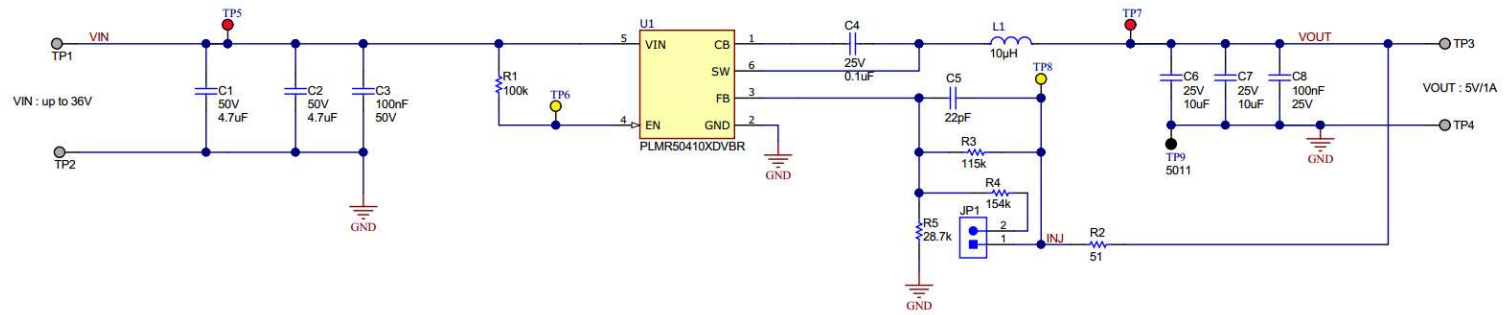 TP5
TP7
U1
C4
L1
VIN
VOUT
TP1
5
VIN
CB
1
TP3
25V
0.1uF
10µH
TP8
R1
100k
SW
6
C5
C1
50V
4.7uF
C2
50V
4.7uF
C3
100nF
50V
C6
25V
10uF
C7
25V
10uF
C8
100nF
25V
VIN : up to 36V
TP6
FB
3
VOUT : 5V/1A
22pF
4
EN
GND
2
TP4
PLMR50410XDVBR
R3
TP2
GND
115k
TP9
5011
GND
R4
154k
GND
R5
28.7k
JP1
2
1
INJ
R2
51
GND